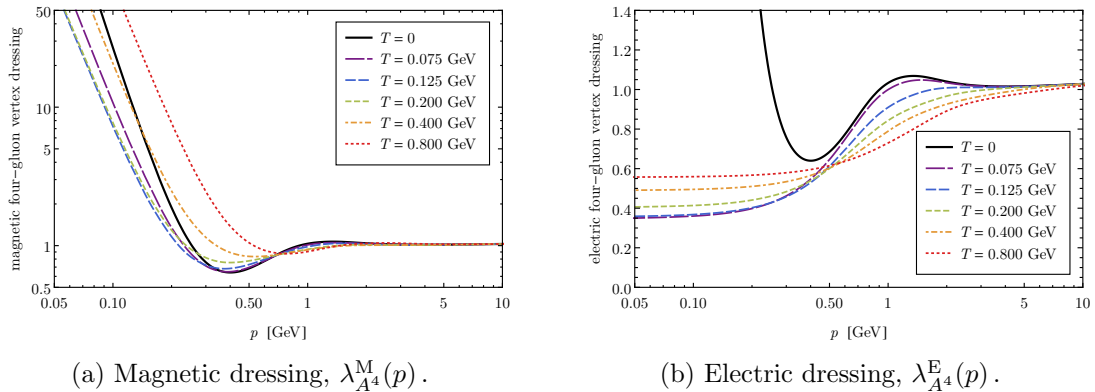 50
10
5
1
0.5
magnetic four-gluon vertex dressing
T = 0
T = 0.075 GeV
T = 0.125 GeV
T = 0.200 GeV
T = 0.400 GeV
T = 0.800 GeV
0.05 0.10 0.50 1 5 10
p [GeV]
(a) Magnetic dressing, λ^M_{A^4}(p).
1.4
1.2
1.0
0.8
0.6
0.4
0.2
0.0
electric four-gluon vertex dressing
T = 0
T = 0.075 GeV
T = 0.125 GeV
T = 0.200 GeV
T = 0.400 GeV
T = 0.800 GeV
0.05 0.10 0.50 1 5 10
p [GeV]
(b) Electric dressing, λ^E_{A^4}(p).